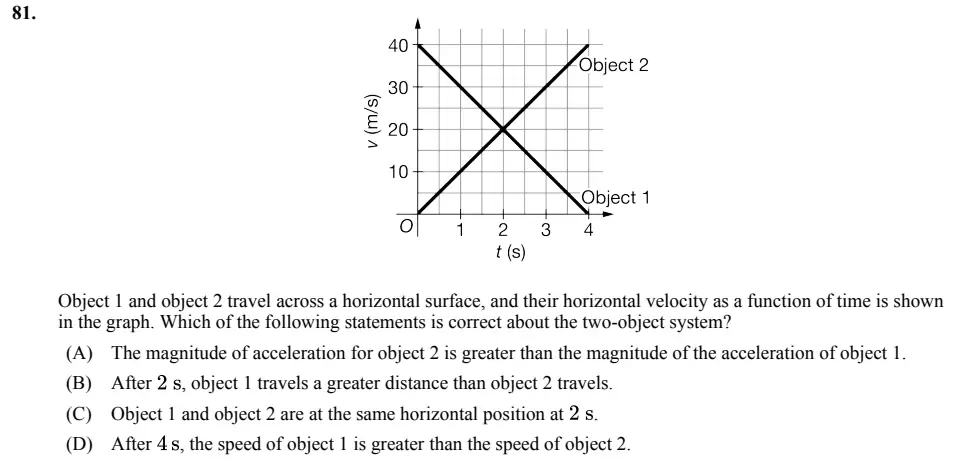 81.
40
30
20
10
v (m/s)
Object 2
Object 1
O
1 2 3 4
t (s)
Object 1 and object 2 travel across a horizontal surface, and their horizontal velocity as a function of time is shown
in the graph. Which of the following statements is correct about the two-object system?
(A) The magnitude of acceleration for object 2 is greater than the magnitude of the acceleration of object 1.
(B) After 2 s, object 1 travels a greater distance than object 2 travels.
(C) Object 1 and object 2 are at the same horizontal position at 2 s.
(D) After 4 s, the speed of object 1 is greater than the speed of object 2.